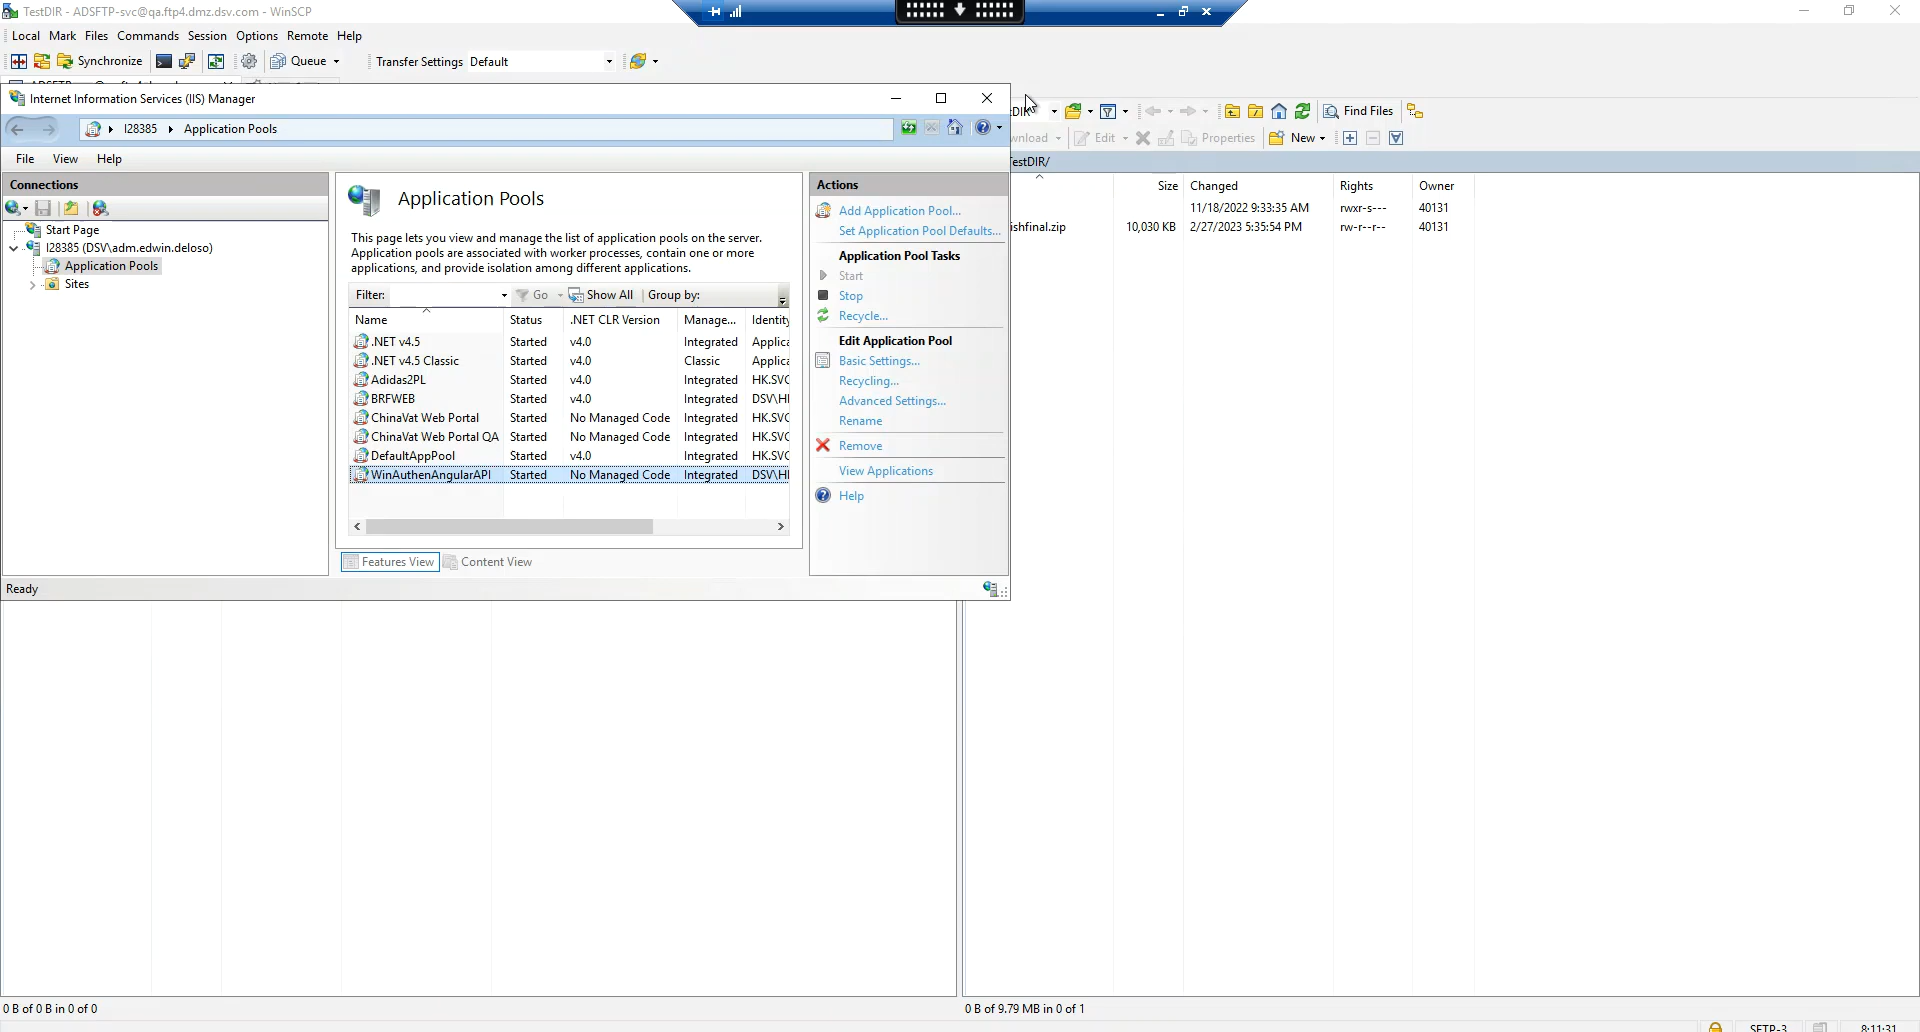 TestDIR - ADSFTP-svc@qa.ftp4.dmz.dsv.com - WinSCP
Local Mark Files Commands Session Options Remote Help
Synchronize Queue Transfer Settings Default
Internet Information Services (IIS) Manager
Find Files
I28385 Application Pools
Edit Properties New
File View Help
TestDIR/
Connections
Application Pools
Actions
Size Changed Rights Owner
11/18/2022 9:33:35 AM rwxr-s--- 40131
ishfinal.zip 10,030 KB 2/27/2023 5:35:54 PM rw-r--r-- 40131
Start Page
I28385 (DSV\adm.edwin.deloso)
Application Pools
Sites
This page lets you view and manage the list of application pools on the server.
Application pools are associated with worker processes, contain one or more
applications, and provide isolation among different applications.
Filter: Go Show All Group by:
Name Status .NET CLR Version Manage... Identity
.NET v4.5 Started v4.0 Integrated Applic
.NET v4.5 Classic Started v4.0 Classic Applic
Adidas2PL Started v4.0 Integrated HK.SVC
BRFWEB Started v4.0 Integrated DSV\H
ChinaVat Web Portal Started No Managed Code Integrated HK.SVC
ChinaVat Web Portal QA Started No Managed Code Integrated HK.SVC
DefaultAppPool Started v4.0 Integrated HK.SVC
WinAuthenAngularAPI Started No Managed Code Integrated DSV\H
Add Application Pool...
Set Application Pool Defaults...
Application Pool Tasks
Start
Stop
Recycle...
Edit Application Pool
Basic Settings...
Recycling...
Advanced Settings...
Rename
Remove
View Applications
Help
Features View Content View
Ready
0 B of 0 B in 0 of 0
0 B of 9.79 MB in 0 of 1
SFTP-3 8:11:31